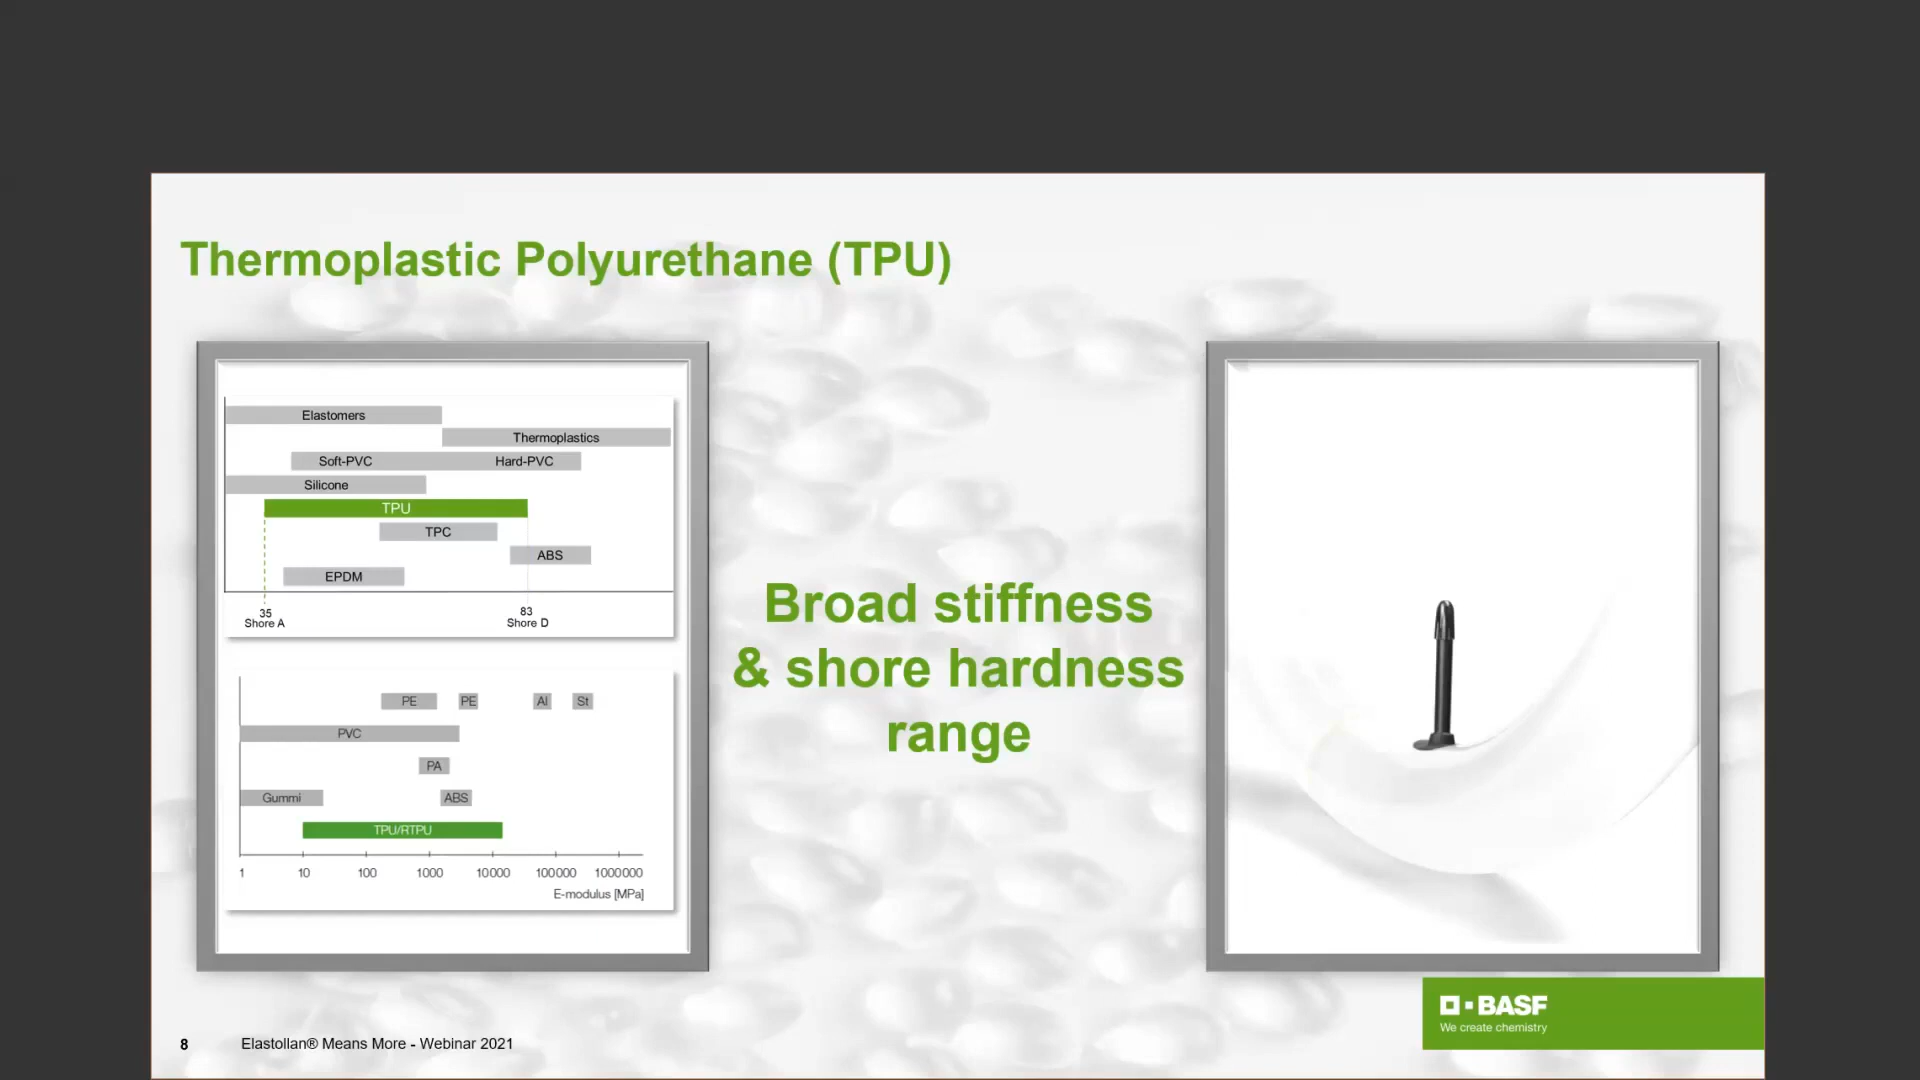 Thermoplastic Polyurethane (TPU)
Elastomers
Thermoplastics
Soft-PVC Hard-PVC
Silicone
TPU
TPC
ABS
EPDM
35 83
Shore A Shore D
PE PE Al St
PVC
PA
Gummi ABS
TPU/RTPU
1 10 100 1000 10000 100000 1000000
E-modulus [MPa]
Broad stiffness
& shore hardness
range
BASF
We create chemistry
8 Elastollan® Means More - Webinar 2021